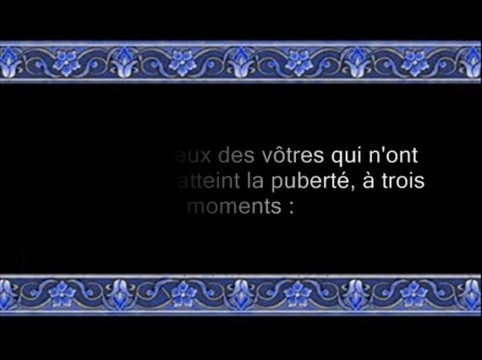 eux des vôtres qui n'ont
atteint la puberté, à trois
moments :